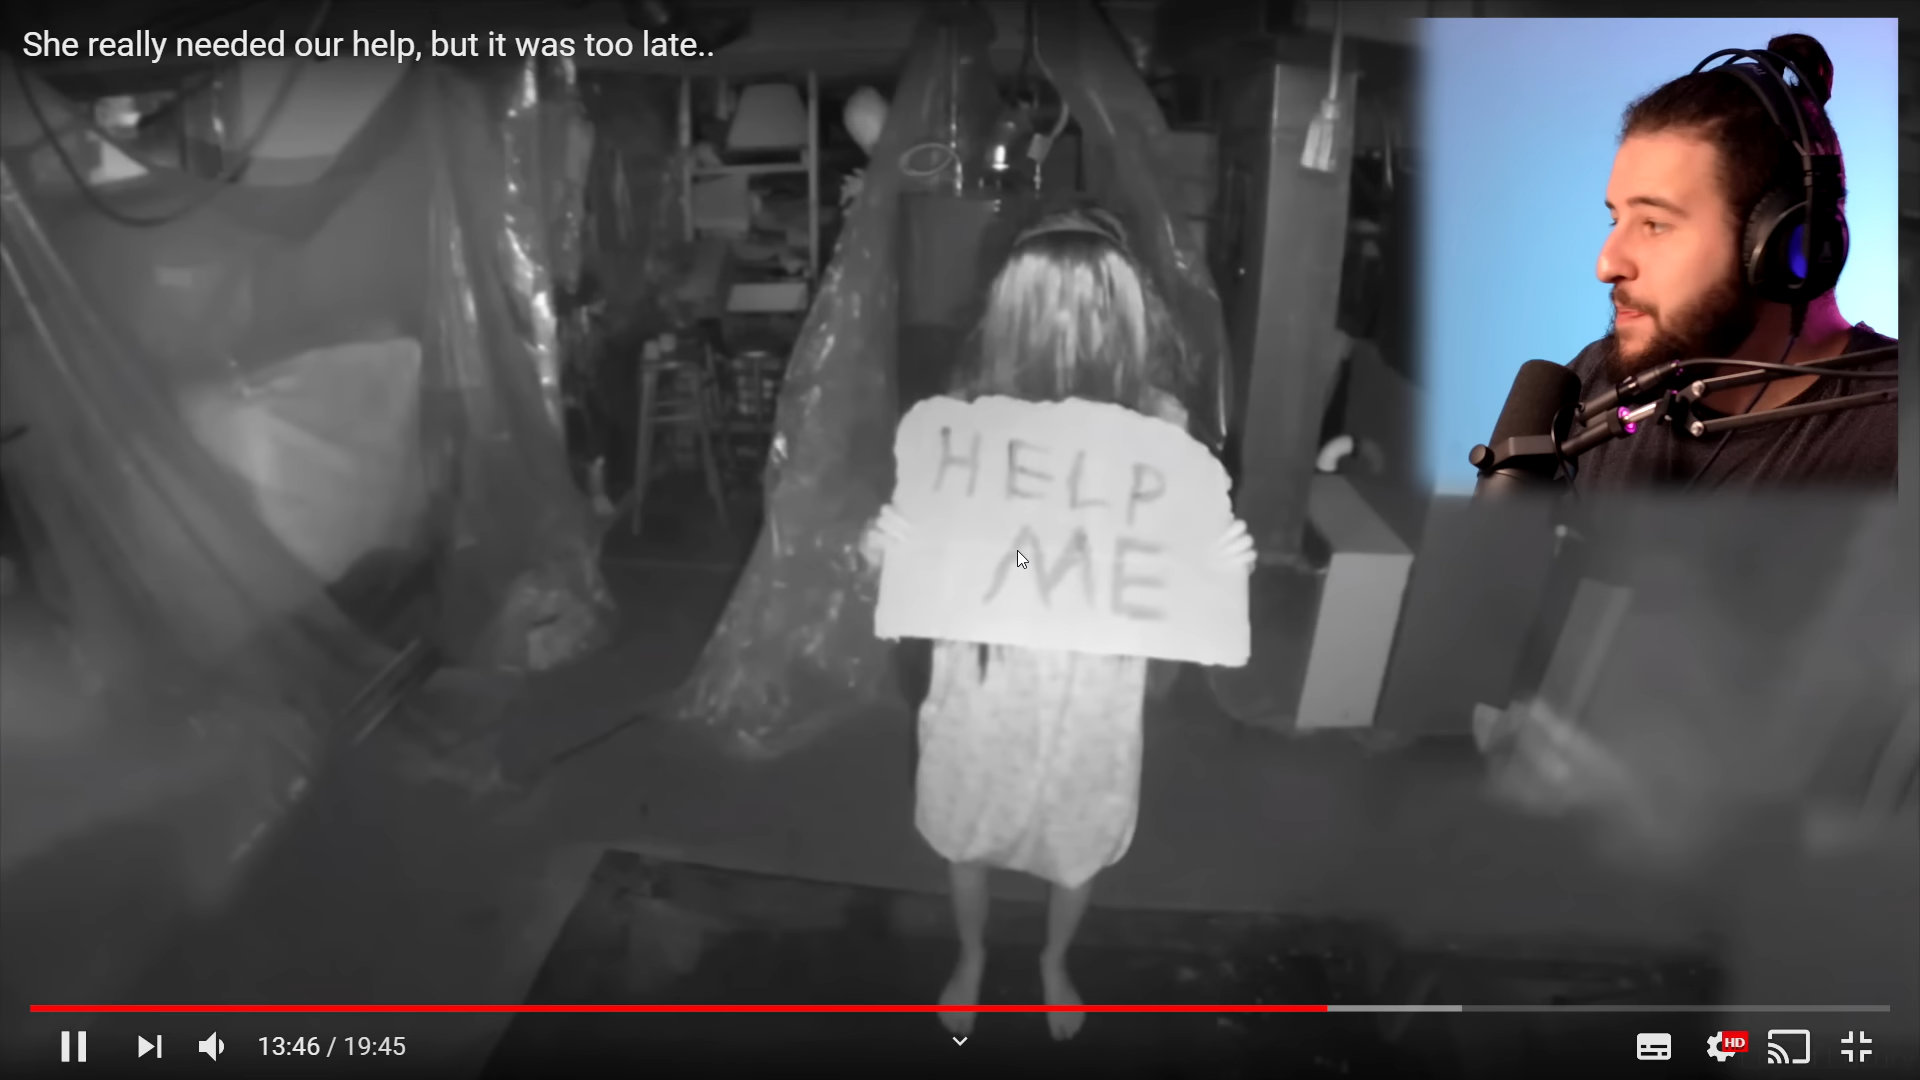 She really needed our help, but it was too late..
HELP
ME
13:46 / 19:45
HD